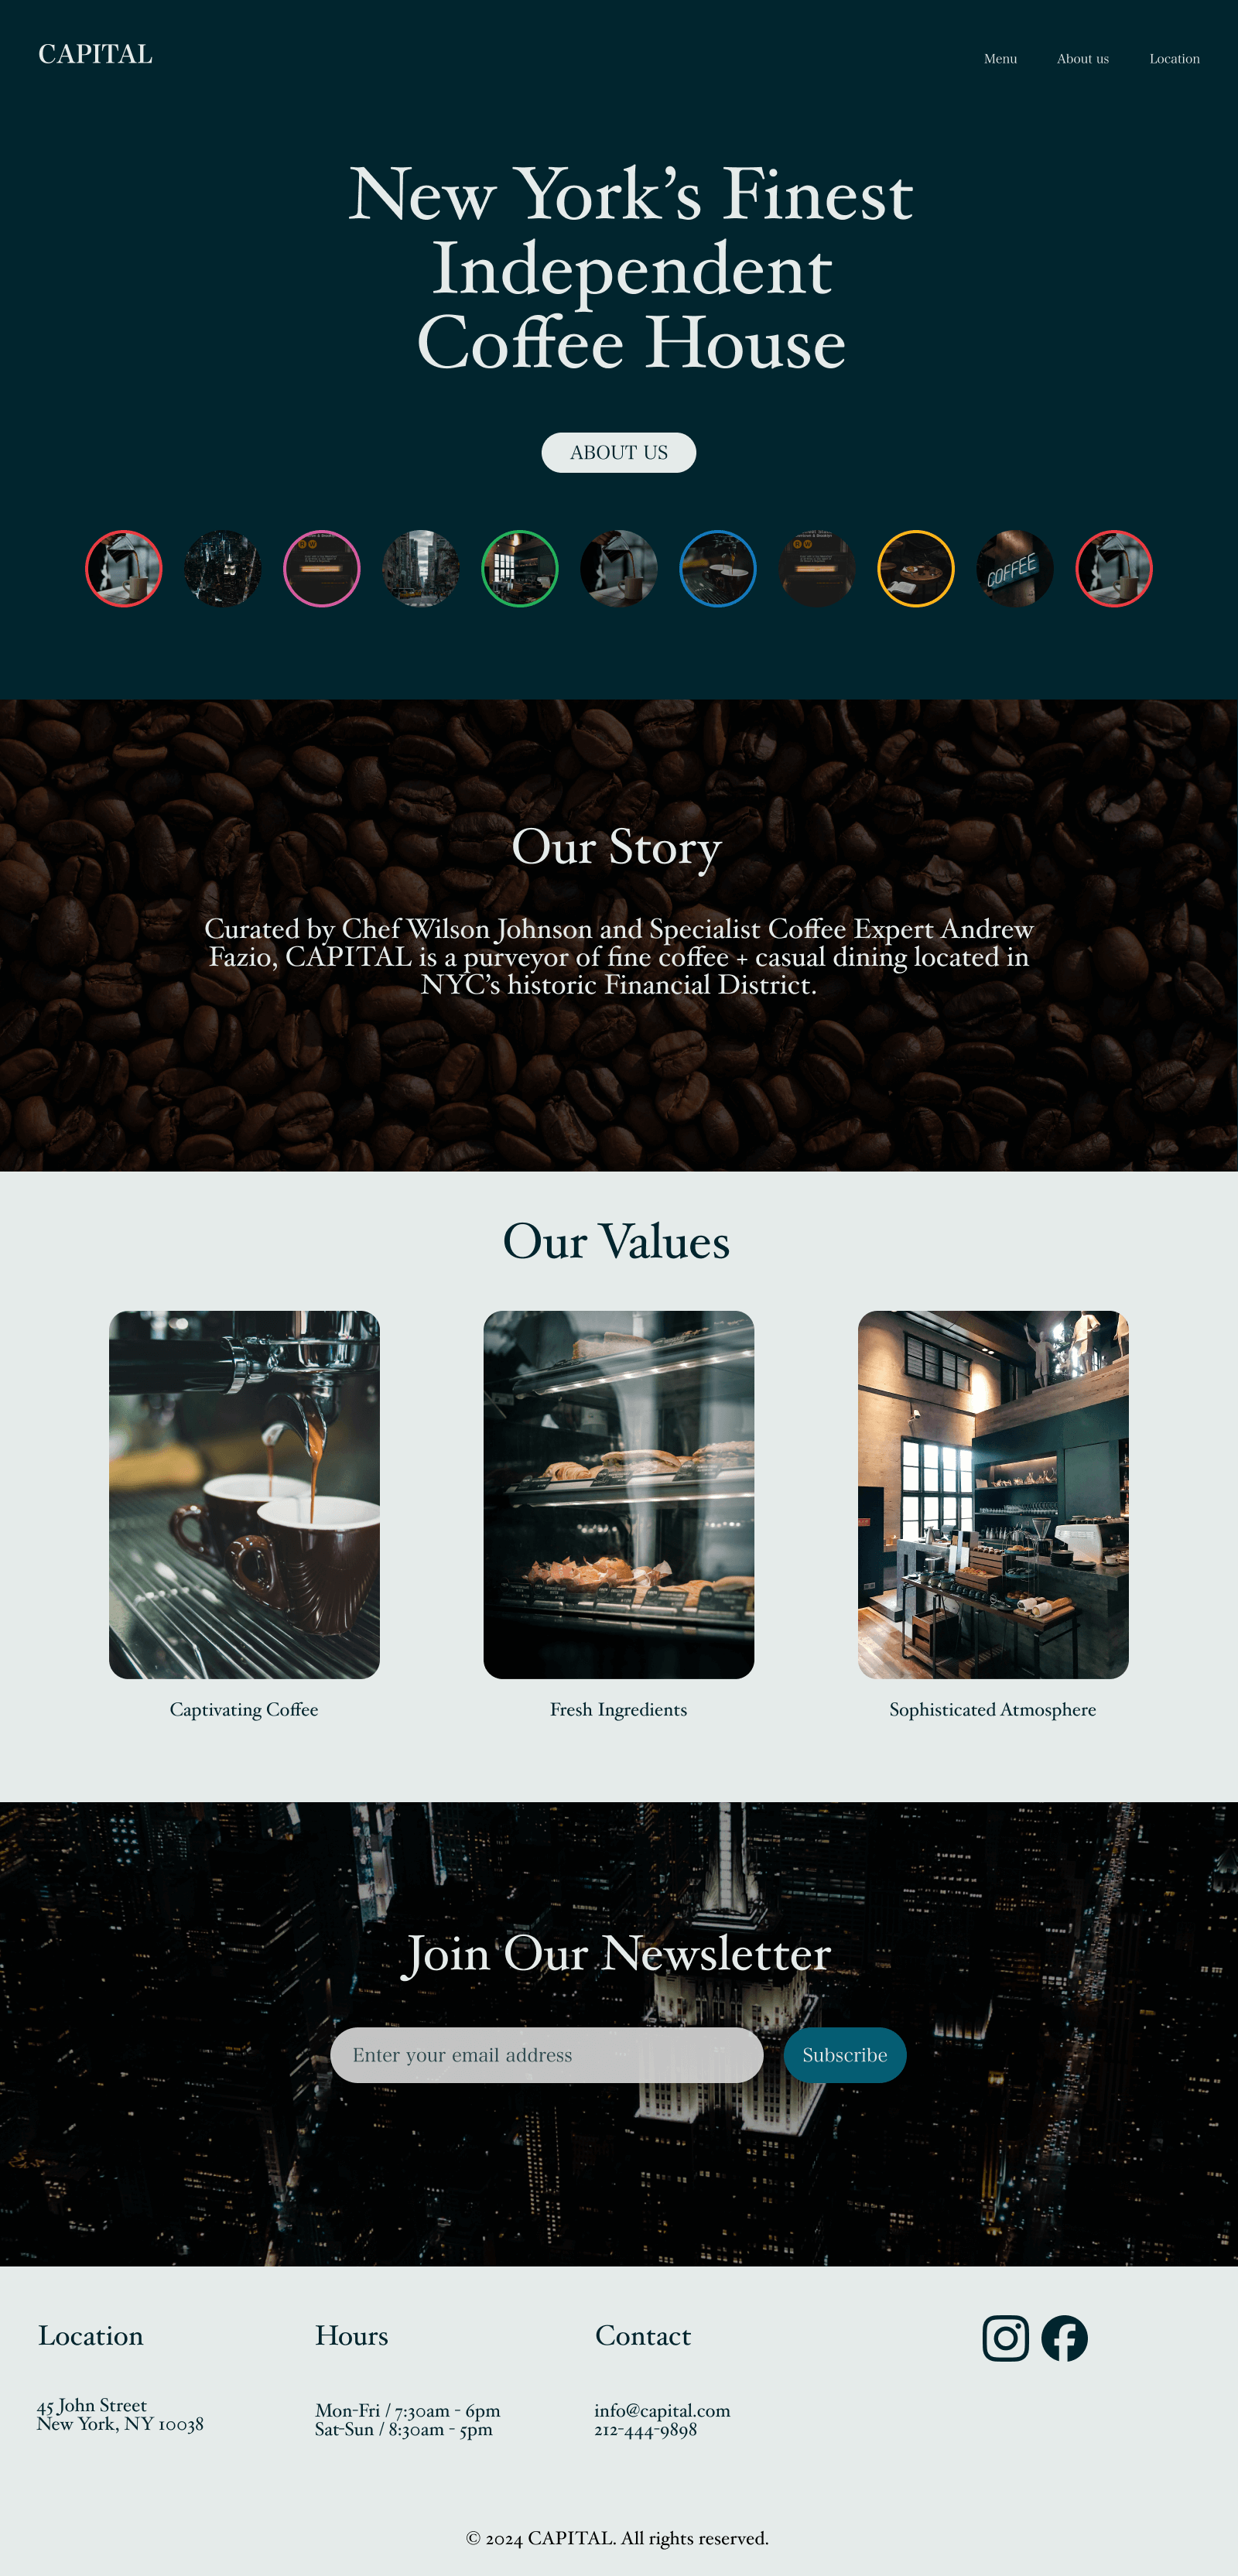 CAPITAL
Menu
About us
Location
New York’s Finest
Independent
Coffee House
ABOUT US
COFFEE
Our Story
Curated by Chef Wilson Johnson and Specialist Coffee Expert Andrew
Fazio, CAPITAL is a purveyor of fine coffee + casual dining located in
NYC’s historic Financial District.
Our Values
Captivating Coffee
Fresh Ingredients
Sophisticated Atmosphere
Join Our Newsletter
Enter your email address
Subscribe
Location
45 John Street
New York, NY 10038
Hours
Mon-Fri / 7:30am - 6pm
Sat-Sun / 8:30am - 5pm
Contact
info@capital.com
212-444-9898
© 2024 CAPITAL. All rights reserved.